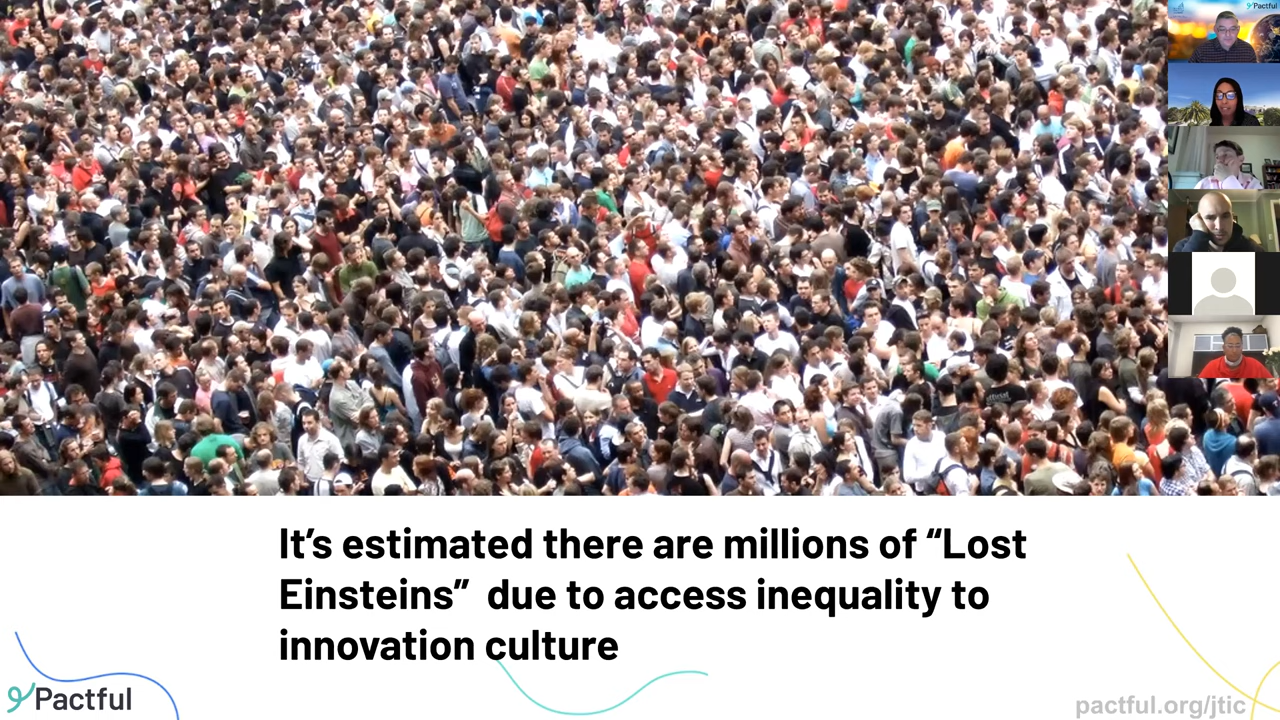 Pactful
It’s estimated there are millions of “Lost
Einsteins”  due to access inequality to
innovation culture
Pactful
pactful.org/jtic